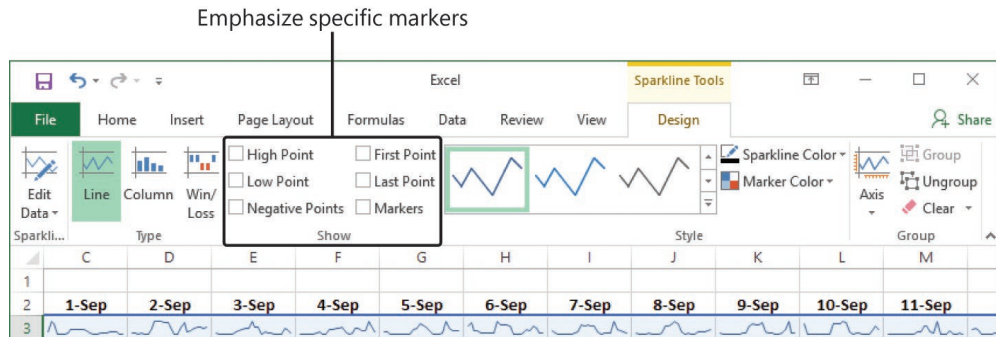 Emphasize specific markers
Excel
Sparkline Tools
File Home Insert Page Layout Formulas Data Review View Design Share
High Point First Point
Low Point Last Point
Negative Points Markers
Edit Data
Line Column Win/Loss
Sparkline Color
Marker Color
Axis
Group
Ungroup
Clear
Sparkli... Type Show Style Group
C D E F G H I J K L M
1
2 1-Sep 2-Sep 3-Sep 4-Sep 5-Sep 6-Sep 7-Sep 8-Sep 9-Sep 10-Sep 11-Sep
3